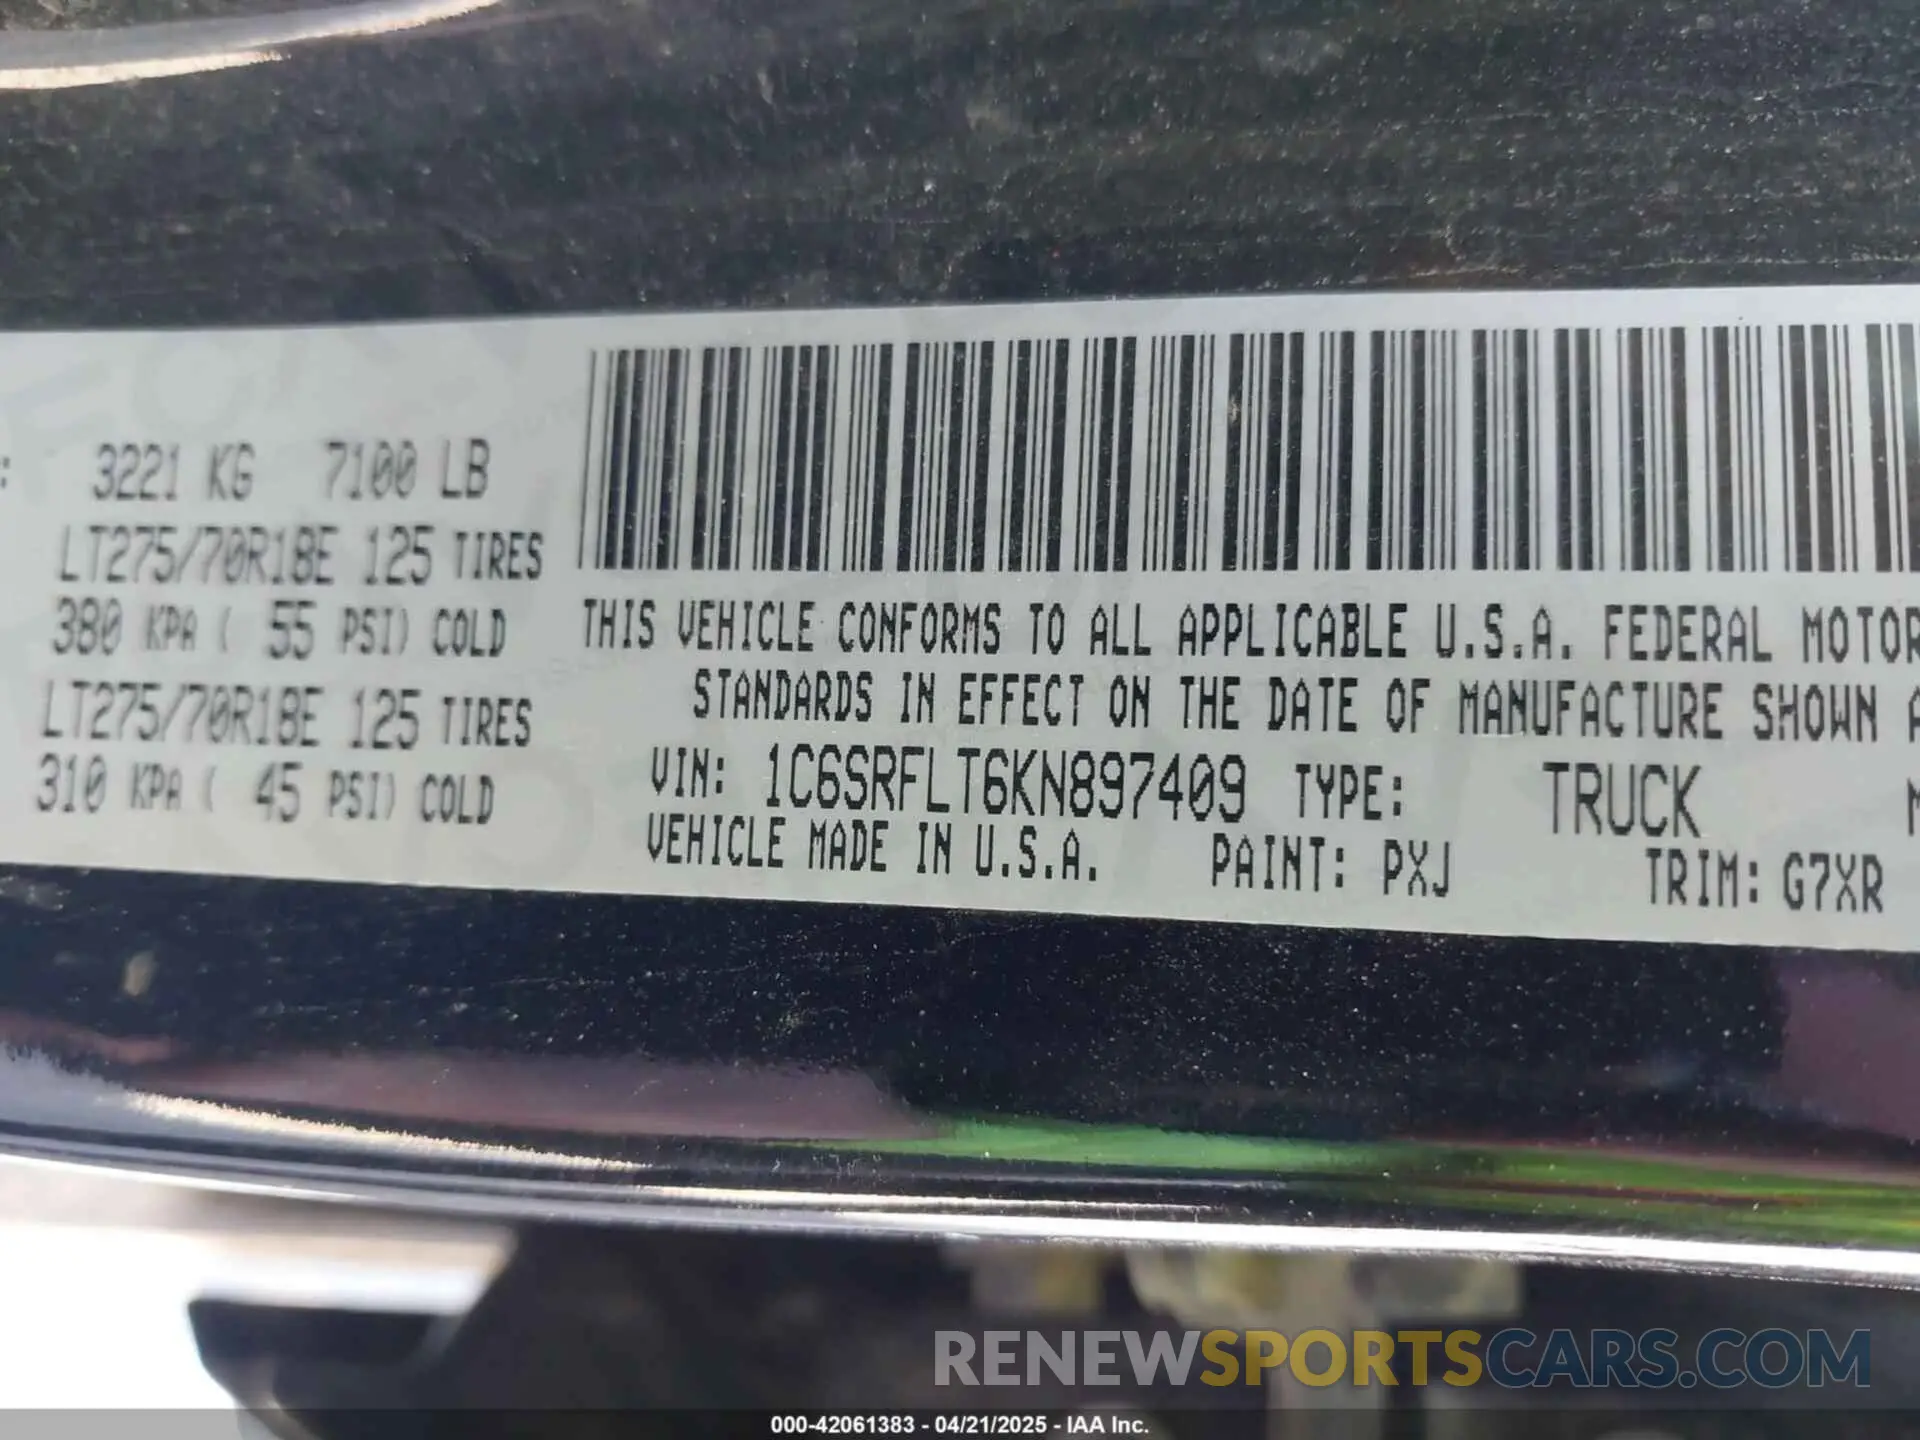 : 3221 KG 7100 LB
LT275/70R18E 125 TIRES
380 KPA ( 55 PSI) COLD
LT275/70R18E 125 TIRES
310 KPA ( 45 PSI) COLD
THIS VEHICLE CONFORMS TO ALL APPLICABLE U.S.A. FEDERAL MOTOR
STANDARDS IN EFFECT ON THE DATE OF MANUFACTURE SHOWN A
VIN: 1C6SRFLT6KN897409 TYPE: TRUCK M
VEHICLE MADE IN U.S.A. PAINT: PXJ TRIM: G7XR
RENEWSPORTSCARS.COM
000-42061383 - 04/21/2025 - IAA Inc.